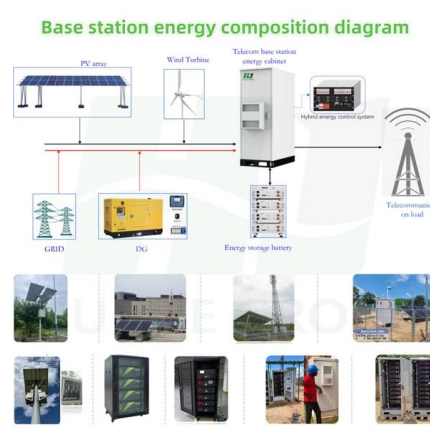 Base station energy composition diagram
PV array
Wind Turbine
Telecom base station
energy cabinet
Hybrid energy control system
Telecommunicati
on load
GRID
DG
Energy storage battery